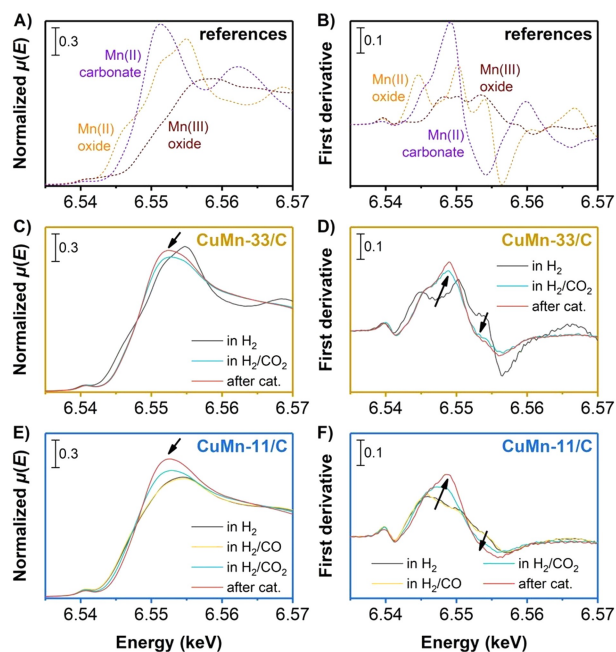 A)
0.3
references
Mn(II)
carbonate
Mn(II)
oxide
Mn(III)
oxide
Normalized μ(E)
6.54 6.55 6.56 6.57
B)
0.1
references
Mn(II)
oxide
Mn(III)
oxide
Mn(II)
carbonate
First derivative
6.54 6.55 6.56 6.57
C)
0.3
CuMn-33/C
in H2
in H2/CO2
after cat.
Normalized μ(E)
6.54 6.55 6.56 6.57
D)
0.1
CuMn-33/C
in H2
in H2/CO2
after cat.
First derivative
6.54 6.55 6.56 6.57
E)
0.3
CuMn-11/C
in H2
in H2/CO
in H2/CO2
after cat.
Normalized μ(E)
6.54 6.55 6.56 6.57
Energy (keV)
F)
0.1
CuMn-11/C
in H2 in H2/CO2
in H2/CO after cat.
First derivative
6.54 6.55 6.56 6.57
Energy (keV)